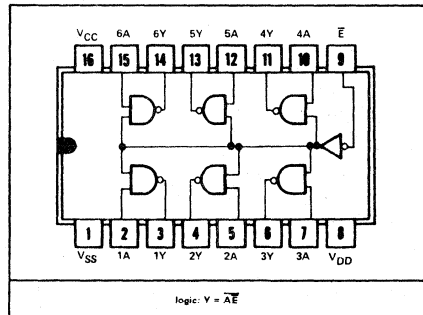 VCC 6A 6Y 5Y 5A 4Y 4A E̅
16 15 14 13 12 11 10 9
1 2 3 4 5 6 7 8
VSS 1A 1Y 2Y 2A 3Y 3A VDD
logic: Y = A̅E̅